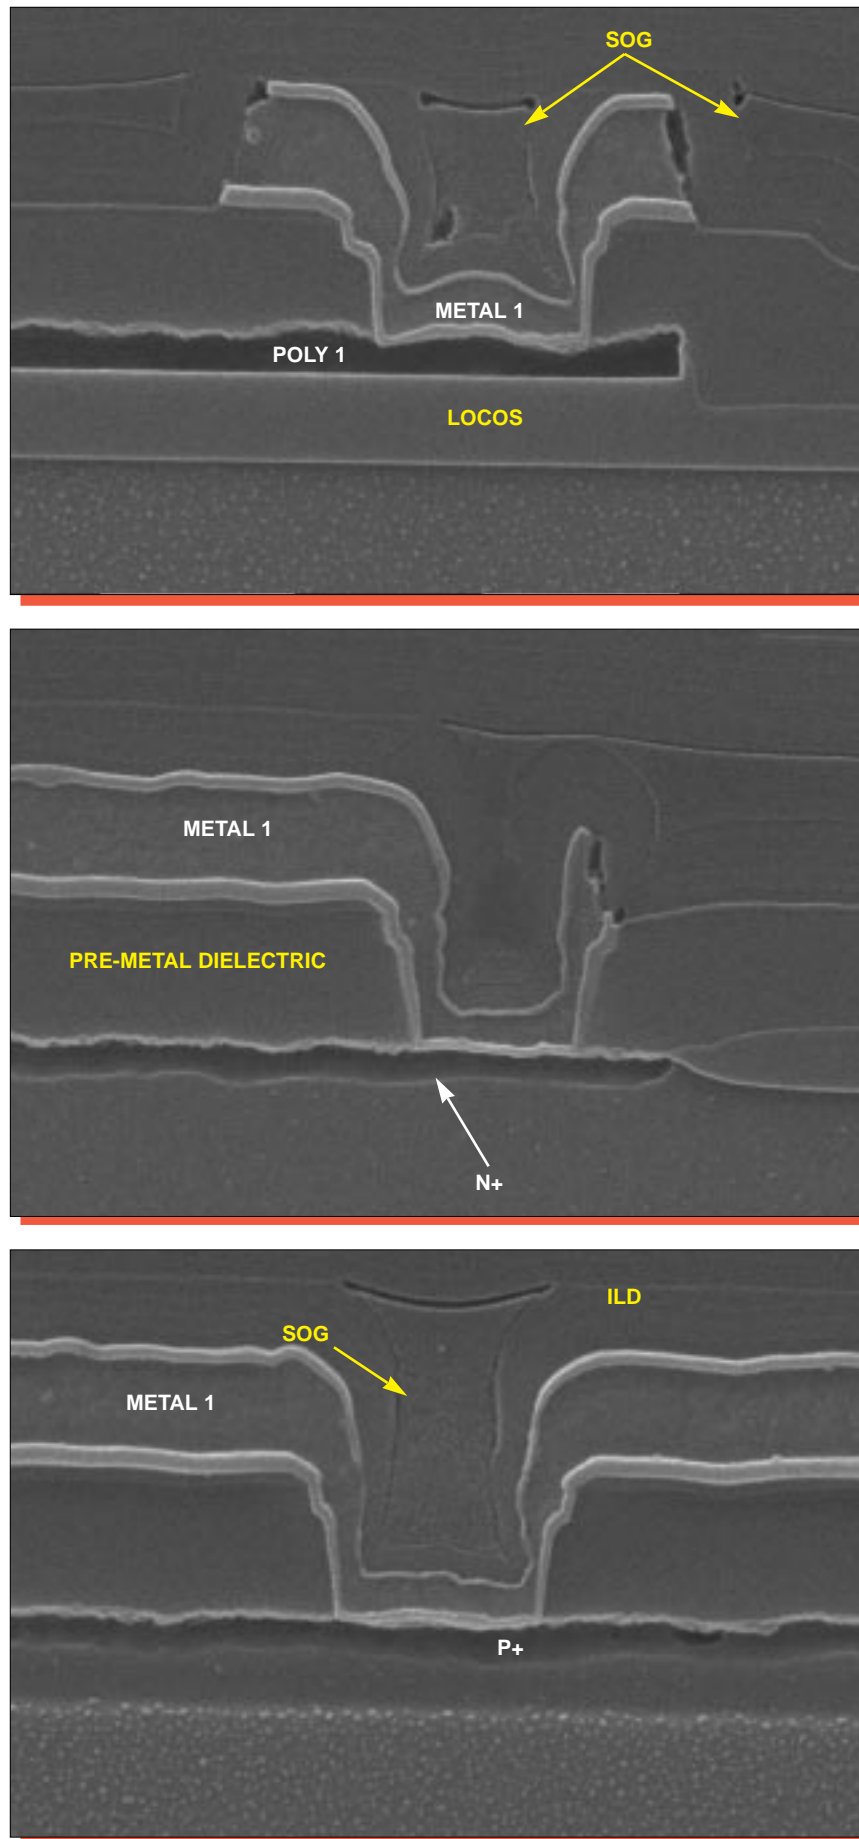 SOG
METAL 1
POLY 1
LOCOS
METAL 1
PRE-METAL DIELECTRIC
N+
ILD
SOG
METAL 1
P+